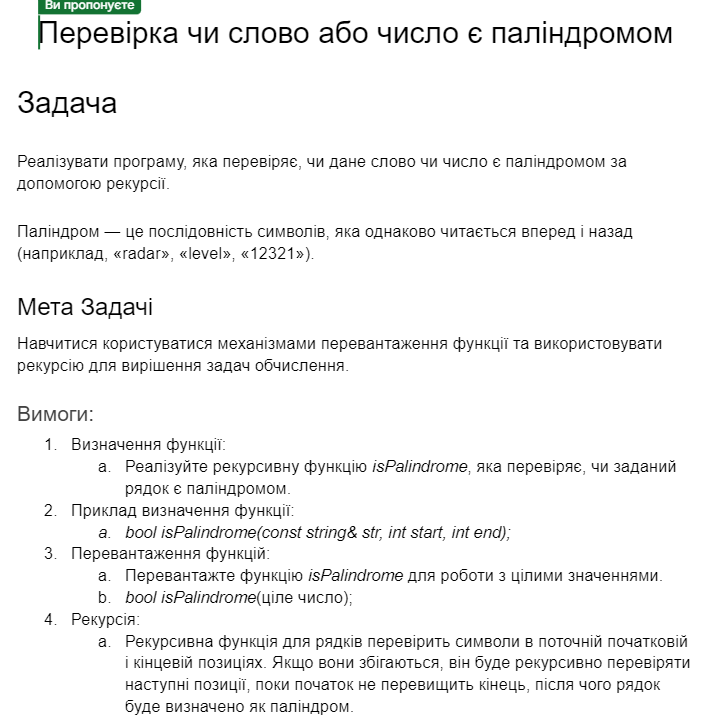 Ви пропонуєте
Перевірка чи слово або число є паліндромом
Задача
Реалізувати програму, яка перевіряє, чи дане слово чи число є паліндромом за
допомогою рекурсії.
Паліндром — це послідовність символів, яка однаково читається вперед і назад
(наприклад, «radar», «level», «12321»).
Мета Задачі
Навчитися користуватися механізмами перевантаження функції та використовувати
рекурсію для вирішення задач обчислення.
Вимоги:
1. Визначення функції:
a. Реалізуйте рекурсивну функцію isPalindrome, яка перевіряє, чи заданий
рядок є паліндромом.
2. Приклад визначення функції:
a. bool isPalindrome(const string& str, int start, int end);
3. Перевантаження функцій:
a. Перевантажте функцію isPalindrome для роботи з цілими значеннями.
b. bool isPalindrome(ціле число);
4. Рекурсія:
a. Рекурсивна функція для рядків перевірить символи в поточній початковій
і кінцевій позиціях. Якщо вони збігаються, він буде рекурсивно перевіряти
наступні позиції, поки початок не перевищить кінець, після чого рядок
буде визначено як паліндром.